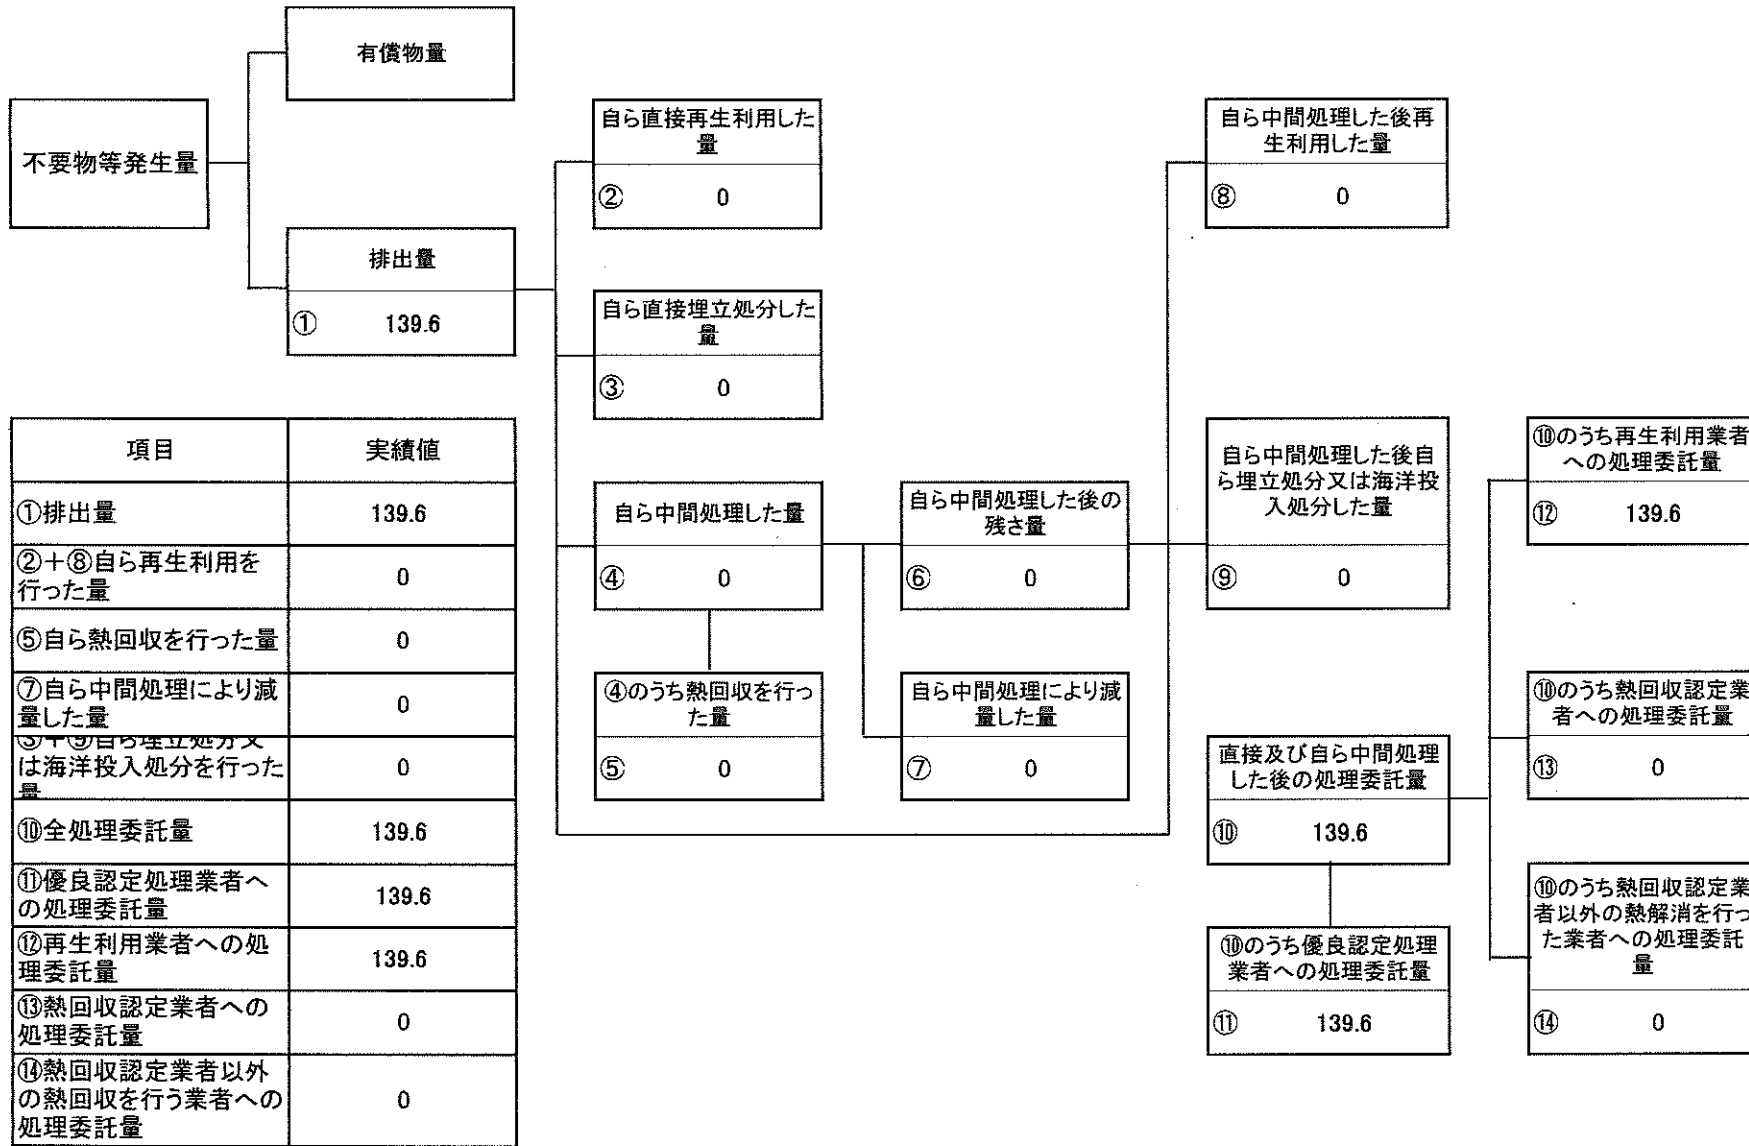 有償物量
不要物等発生量
排出量
① 139.6
自ら直接再生利用した
量
② 0
自ら直接埋立処分した
量
③ 0
自ら中間処理した量
④ 0
④のうち熱回収を行っ
た量
⑤ 0
自ら中間処理した後の
残さ量
⑥ 0
自ら中間処理により減
量した量
⑦ 0
自ら中間処理した後再
生利用した量
⑧ 0
自ら中間処理した後自
ら埋立処分又は海洋投
入処分した量
⑨ 0
直接及び自ら中間処理
した後の処理委託量
⑩ 139.6
⑩のうち優良認定処理
業者への処理委託量
⑪ 139.6
⑩のうち再生利用業者
への処理委託量
⑫ 139.6
⑩のうち熱回収認定業
者への処理委託量
⑬ 0
⑩のうち熱回収認定業
者以外の熱解消を行っ
た業者への処理委託
量
⑭ 0
項目 実績値
①排出量 139.6
②＋⑧自ら再生利用を
行った量 0
⑤自ら熱回収を行った量 0
⑦自ら中間処理により減
量した量 0
③＋⑨自ら埋立処分又
は海洋投入処分を行った 0
量
⑩全処理委託量 139.6
⑪優良認定処理業者へ
の処理委託量 139.6
⑫再生利用業者への処
理委託量 139.6
⑬熱回収認定業者への
処理委託量 0
⑭熱回収認定業者以外
の熱回収を行う業者への 0
処理委託量